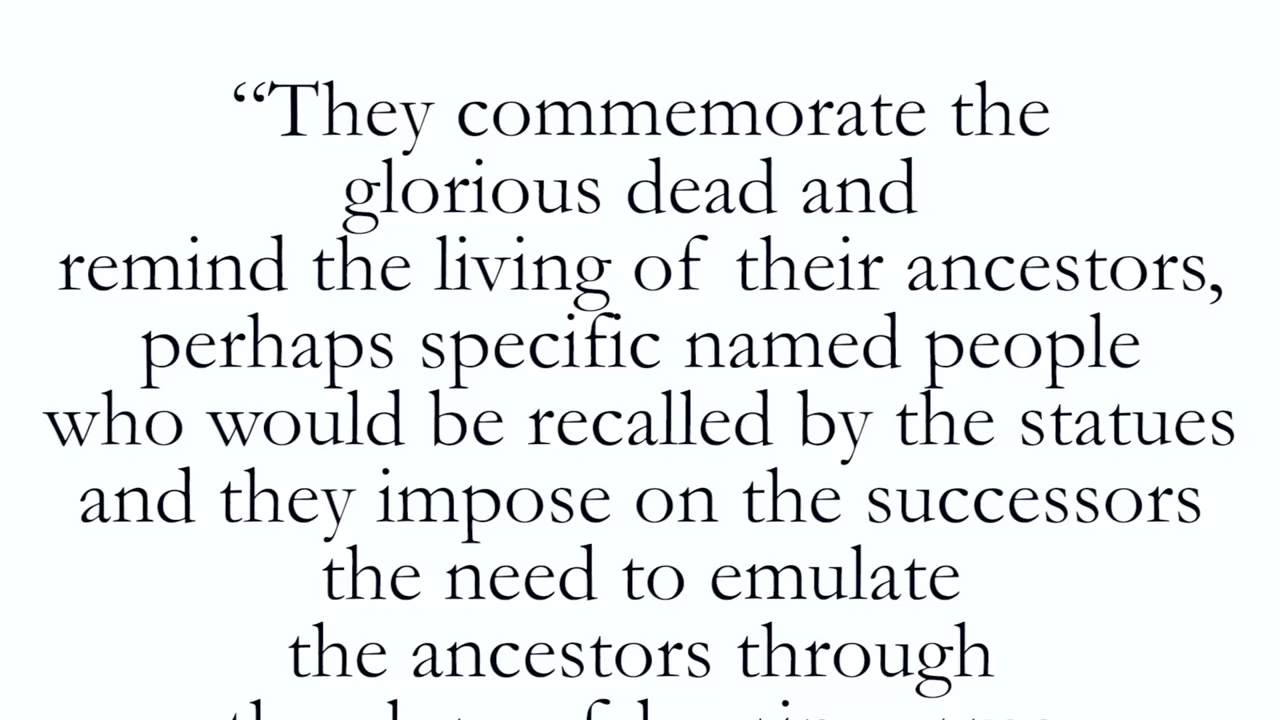 “They commemorate the
glorious dead and
remind the living of their ancestors,
perhaps specific named people
who would be recalled by the statues
and they impose on the successors
the need to emulate
the ancestors through